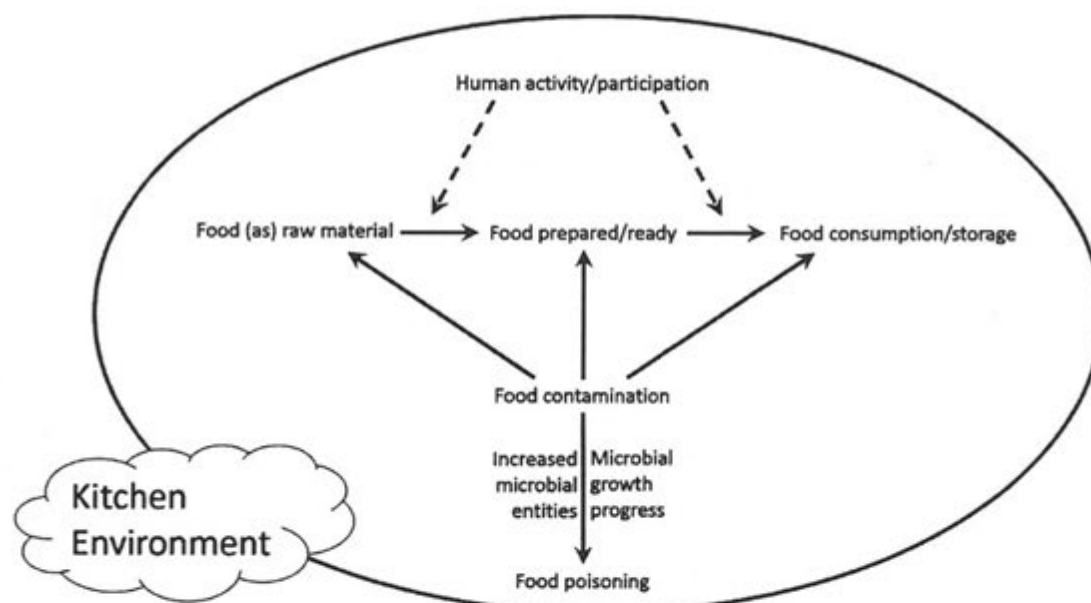 Human activity/participation
Food (as) raw material
Food prepared/ready
Food consumption/storage
Food contamination
Increased
microbial
entities
Microbial
growth
progress
Food poisoning
Kitchen
Environment